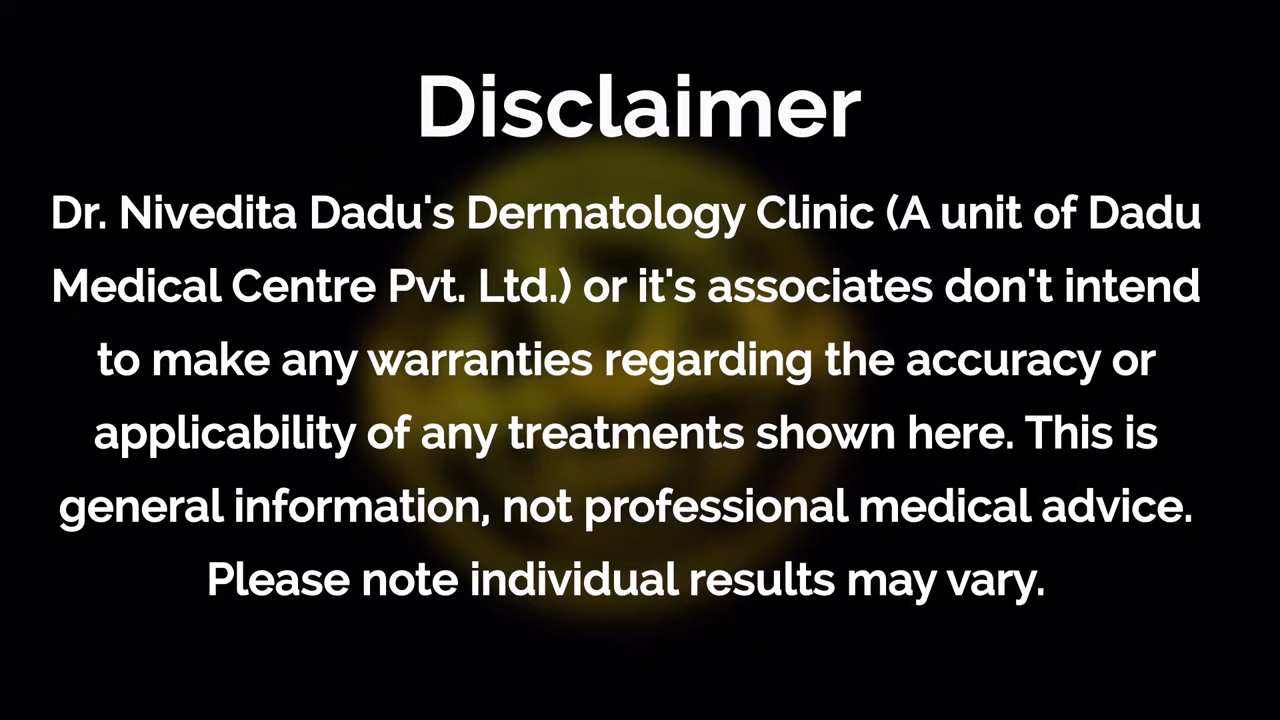 Disclaimer
Dr. Nivedita Dadu's Dermatology Clinic (A unit of Dadu
Medical Centre Pvt. Ltd.) or it's associates don't intend
to make any warranties regarding the accuracy or
applicability of any treatments shown here. This is
general information, not professional medical advice.
Please note individual results may vary.